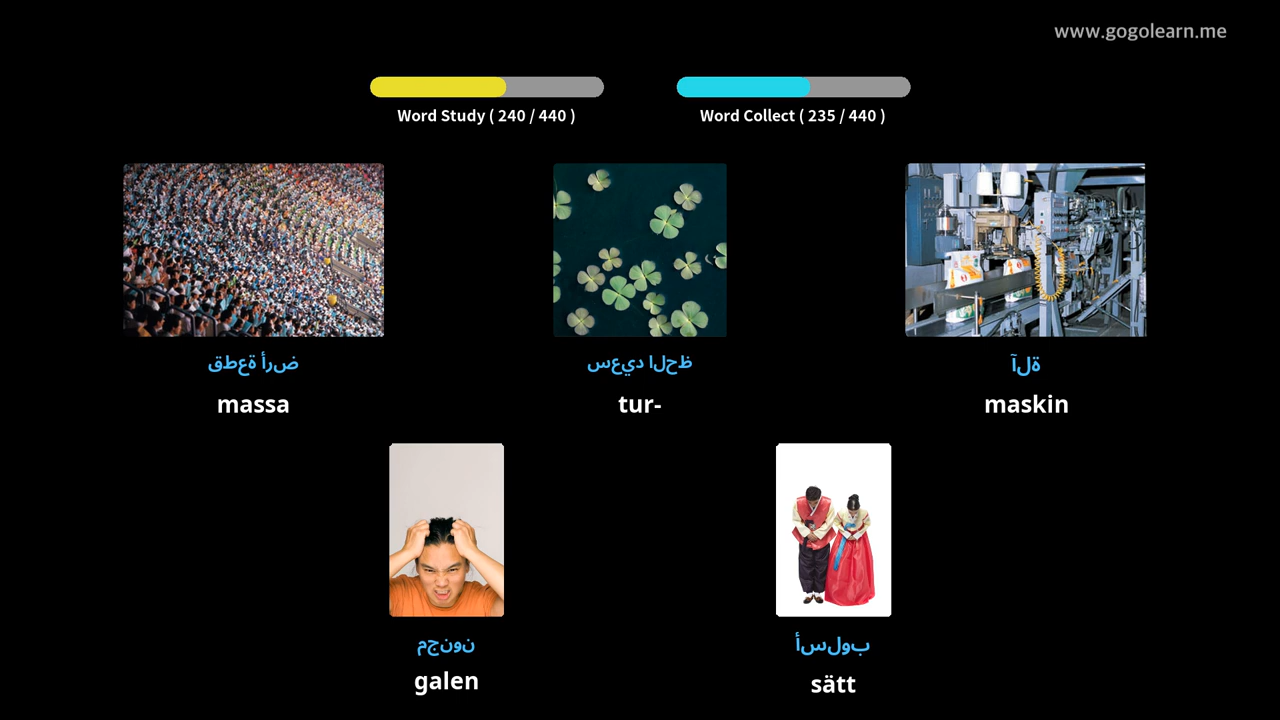 www.gogolearn.me
Word Study ( 240 / 440 )
Word Collect ( 235 / 440 )
قطعة أرض
massa
سعيد الحظ
tur-
آلة
maskin
مجنون
galen
أسلوب
sätt